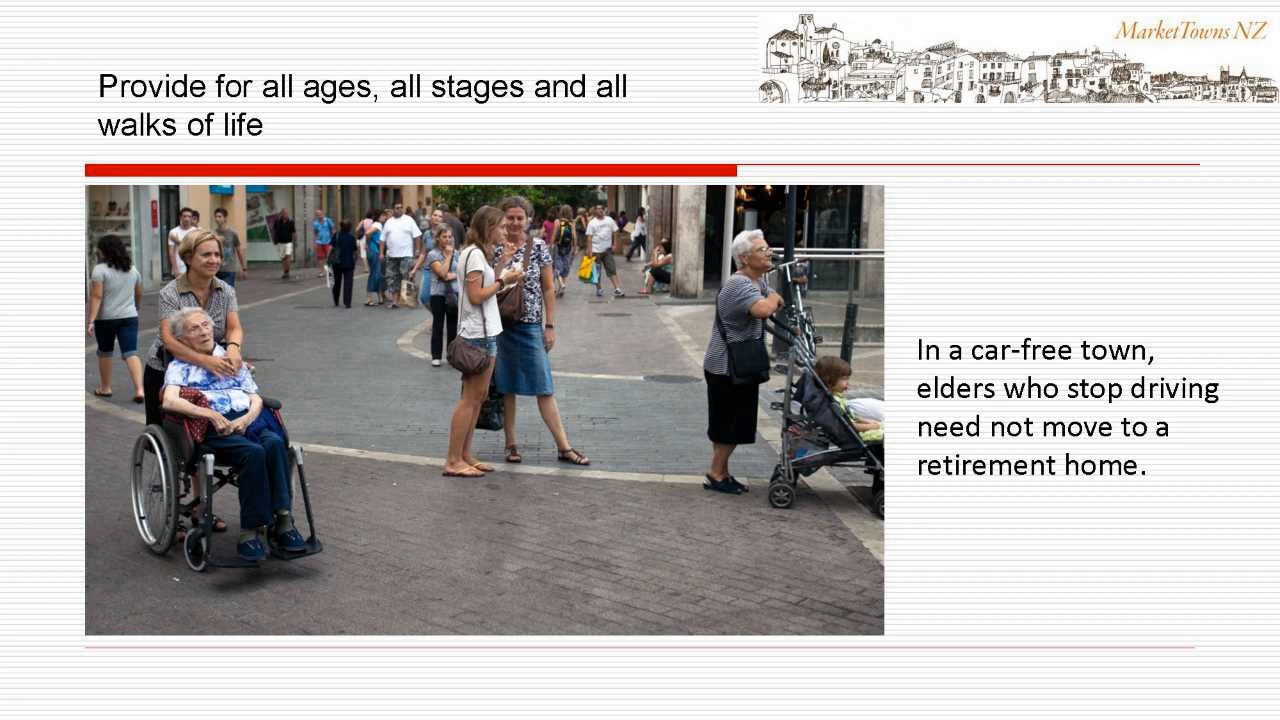 MarketTowns NZ
Provide for all ages, all stages and all
walks of life
In a car-free town,
elders who stop driving
need not move to a
retirement home.